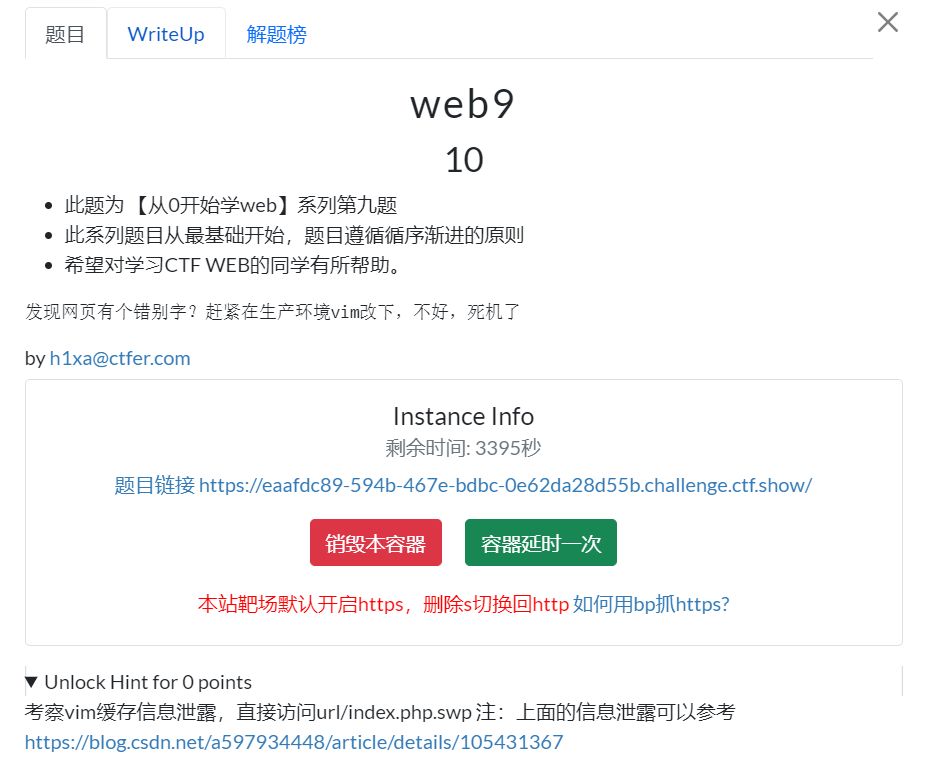 题目 WriteUp 解题榜
web9
10
此题为 【从0开始学web】系列第九题
此系列题目从最基础开始，题目遵循循序渐进的原则
希望对学习CTF WEB的同学有所帮助。
发现网页有个错别字？赶紧在生产环境vim改下，不好，死机了
by h1xa@ctfer.com
Instance Info
剩余时间: 3395秒
题目链接 https://eaafdc89-594b-467e-bdbc-0e62da28d55b.challenge.ctf.show/
销毁本容器 容器延时一次
本站靶场默认开启https，删除s切换回http 如何用bp抓https?
Unlock Hint for 0 points
考察vim缓存信息泄露，直接访问url/index.php.swp 注：上面的信息泄露可以参考
https://blog.csdn.net/a597934448/article/details/105431367